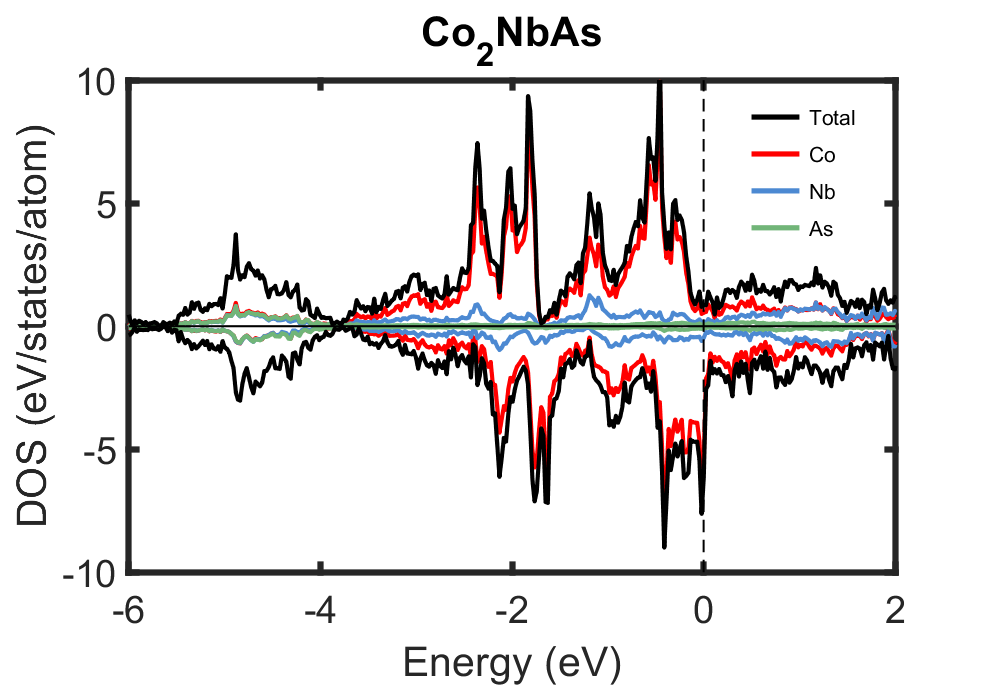 Co2NbAs
10
5
0
-5
-10
DOS (eV/states/atom)
Total
Co
Nb
As
-6 -4 -2 0 2
Energy (eV)